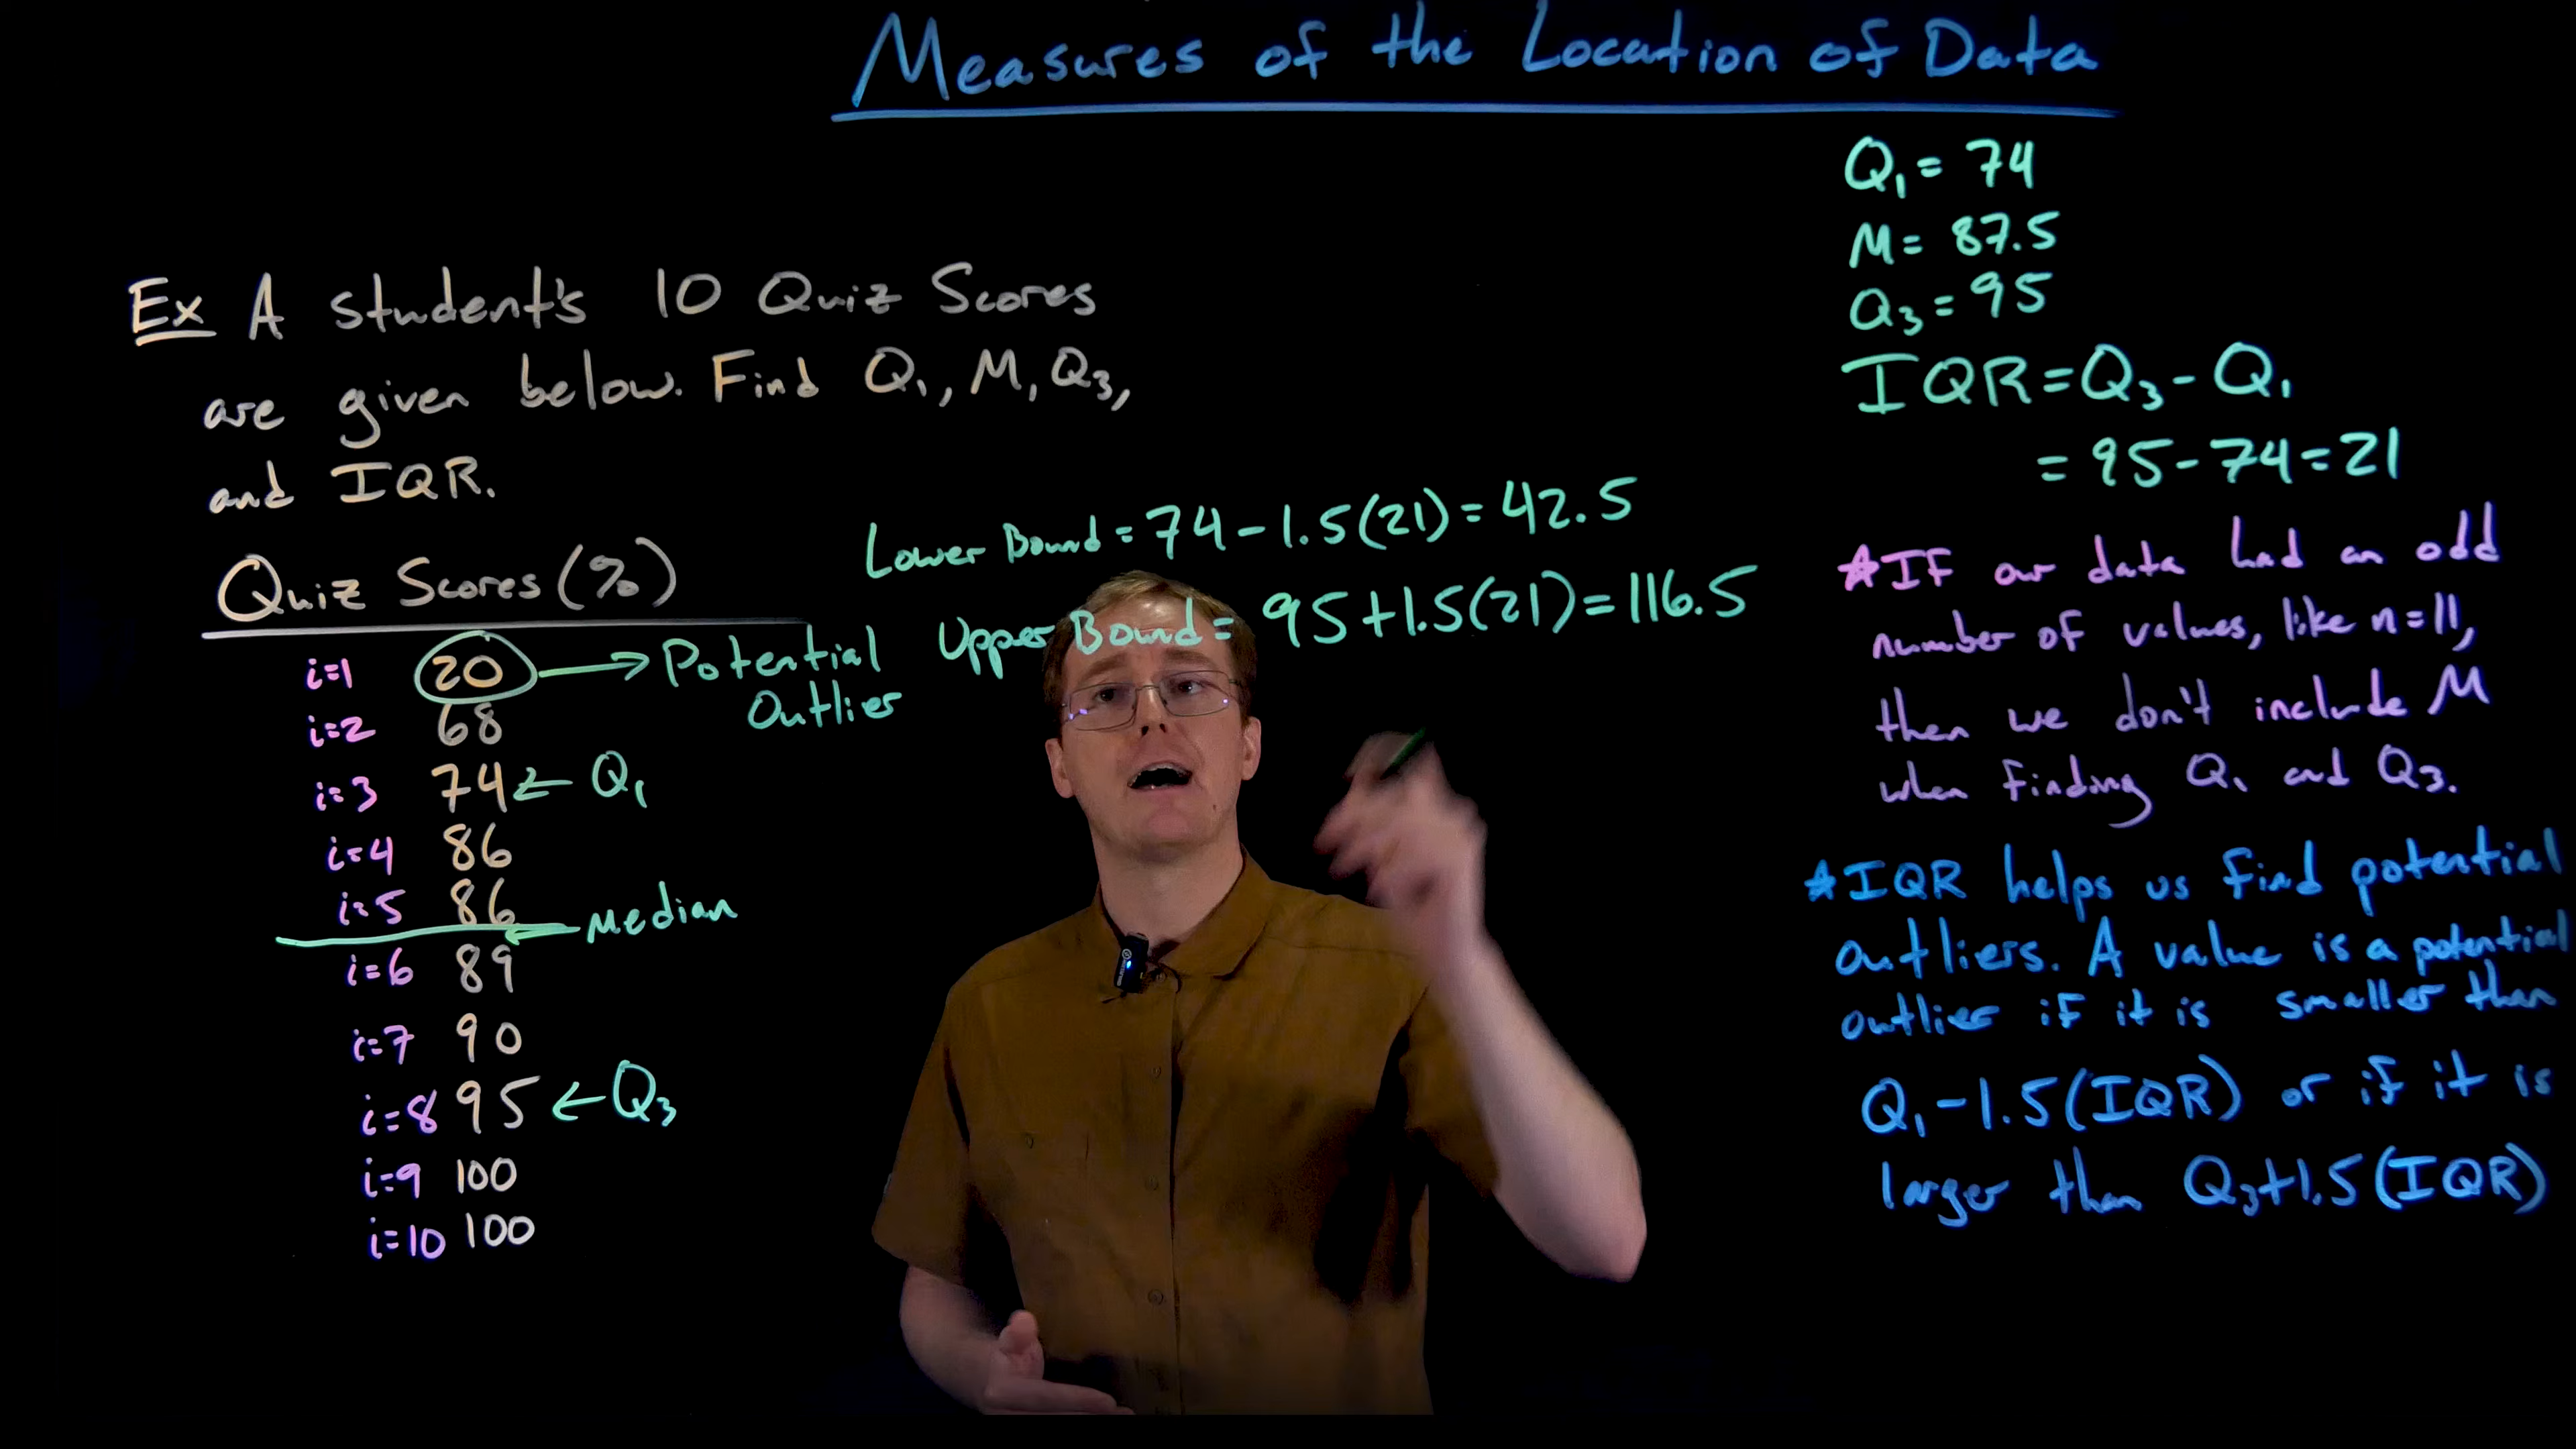 Measures of the Location of Data
Ex A student's 10 Quiz Scores
are given below. Find Q₁, M, Q₃,
and IQR.
Quiz Scores (%)
i=1 20 → Potential
Outlier
i=2 68
i=3 74 ← Q₁
i=4 86
i=5 86
← Median
i=6 89
i=7 90
i=8 95 ← Q₃
i=9 100
i=10 100
Lower Bound = 74 - 1.5(21) = 42.5
Upper Bound = 95 + 1.5(21) = 116.5
Q₁ = 74
M = 87.5
Q₃ = 95
IQR = Q₃ - Q₁
= 95 - 74 = 21
*IF our data had an odd
number of values, like n=11,
then we don't include M
when finding Q₁ and Q₃.
*IQR helps us find potential
outliers. A value is a potential
outlier if it is smaller than
Q₁-1.5(IQR) or if it is
larger than Q₃+1.5(IQR)